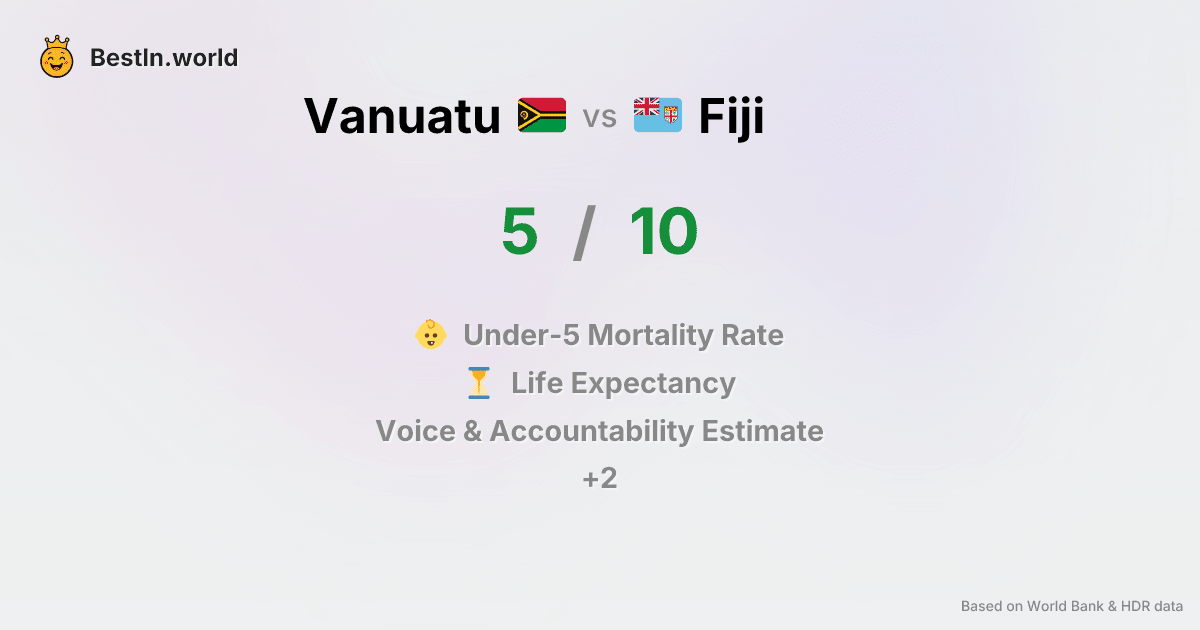 BestIn.world
Vanuatu vs Fiji
5 / 10
Under-5 Mortality Rate
Life Expectancy
Voice & Accountability Estimate
+2
Based on World Bank & HDR data